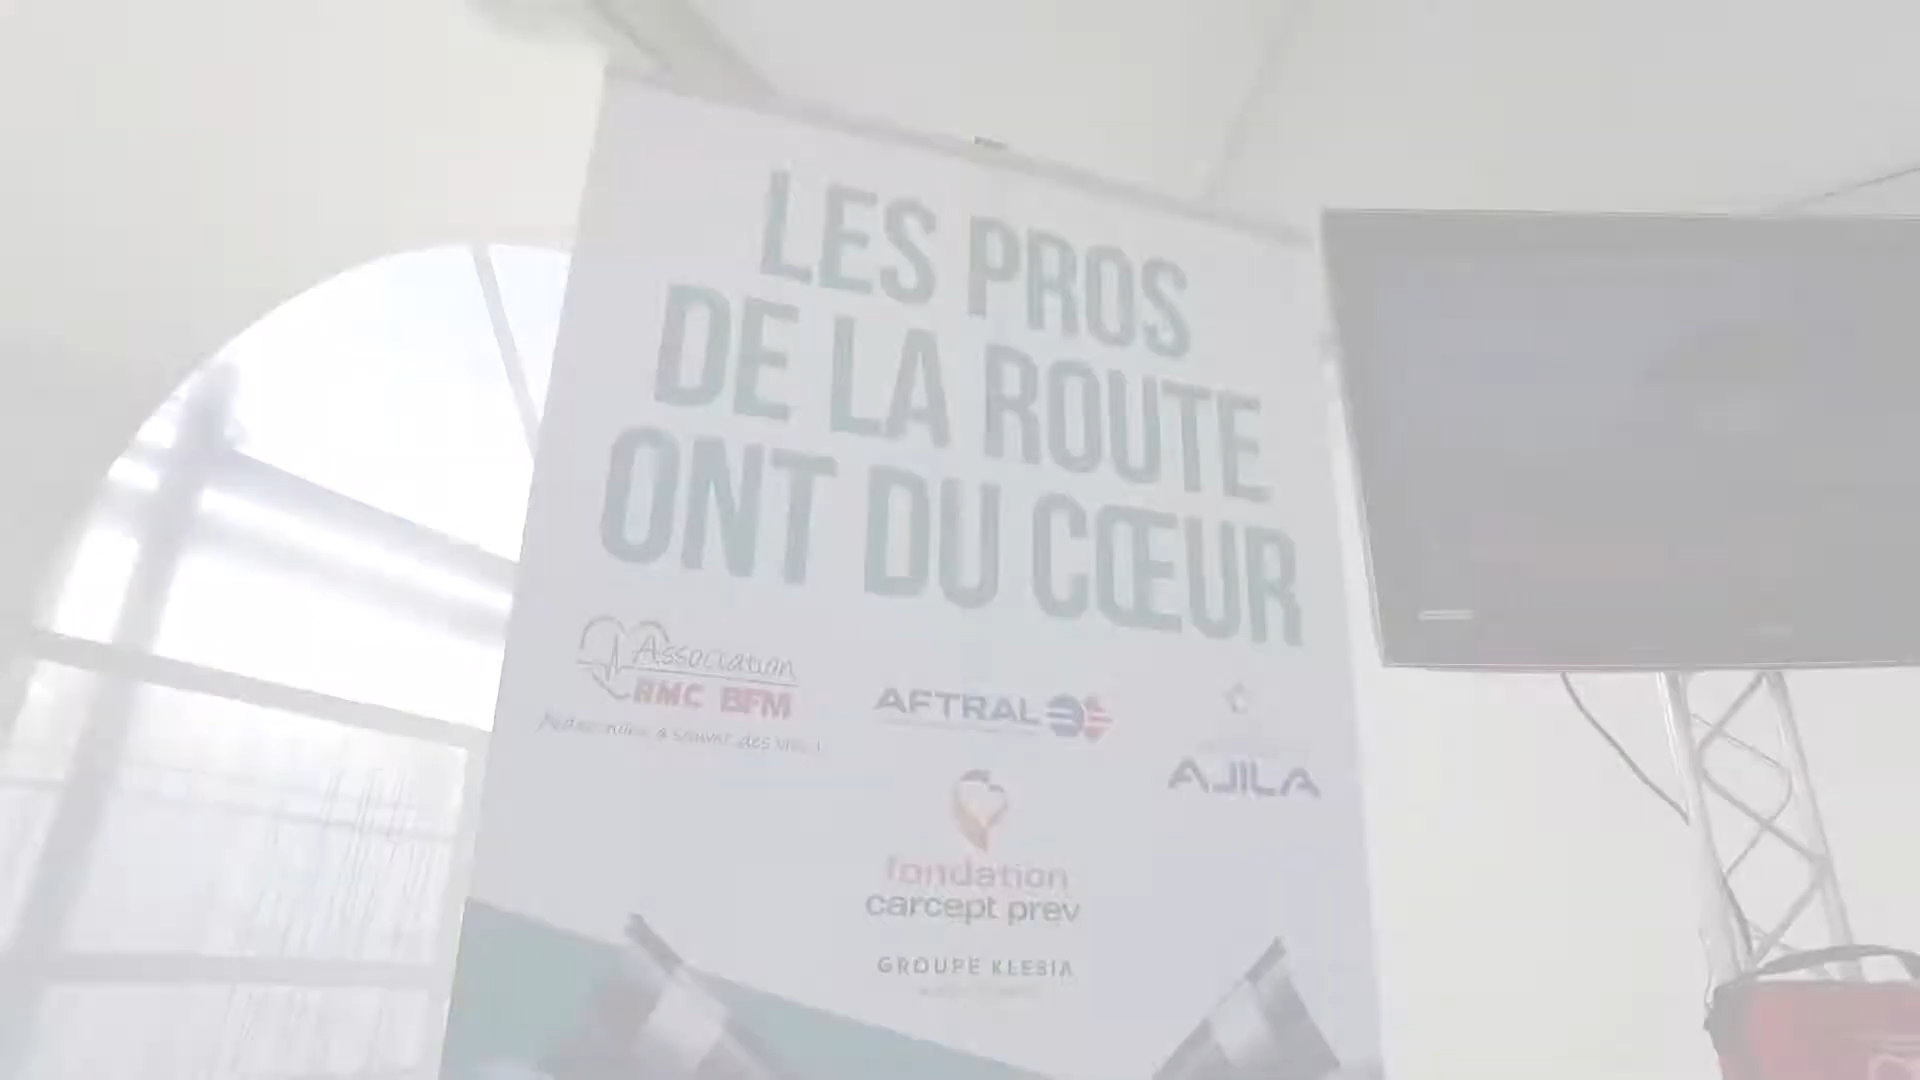 LES PROS
DE LA ROUTE
ONT DU CŒUR
Association
RMC BFM
AFTRAL
AJILA
fondation
carcept prev
GROUPE KLESIA